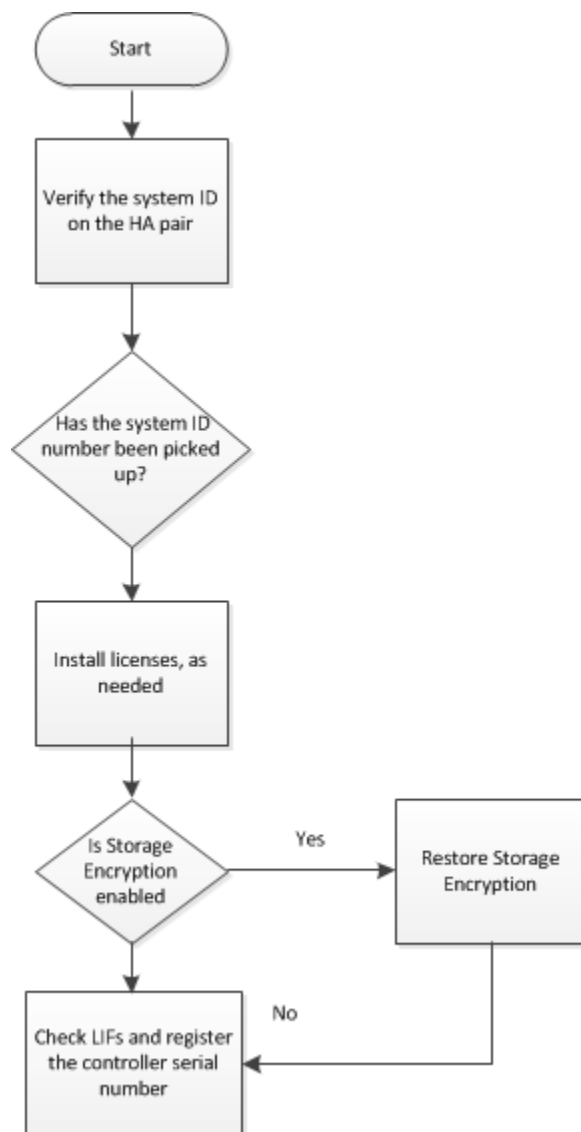 Start
Verify the system ID
on the HA pair
Has the system ID
number been picked
up?
Install licenses, as
needed
Is Storage
Encryption
enabled
Yes
Restore Storage
Encryption
No
Check LIFs and register
the controller serial
number